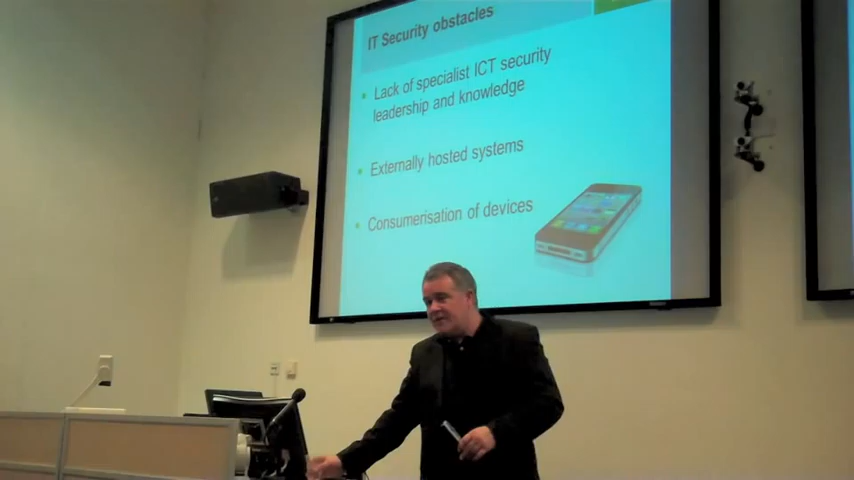 IT Security obstacles
Lack of specialist ICT security
leadership and knowledge
Externally hosted systems
Consumerisation of devices